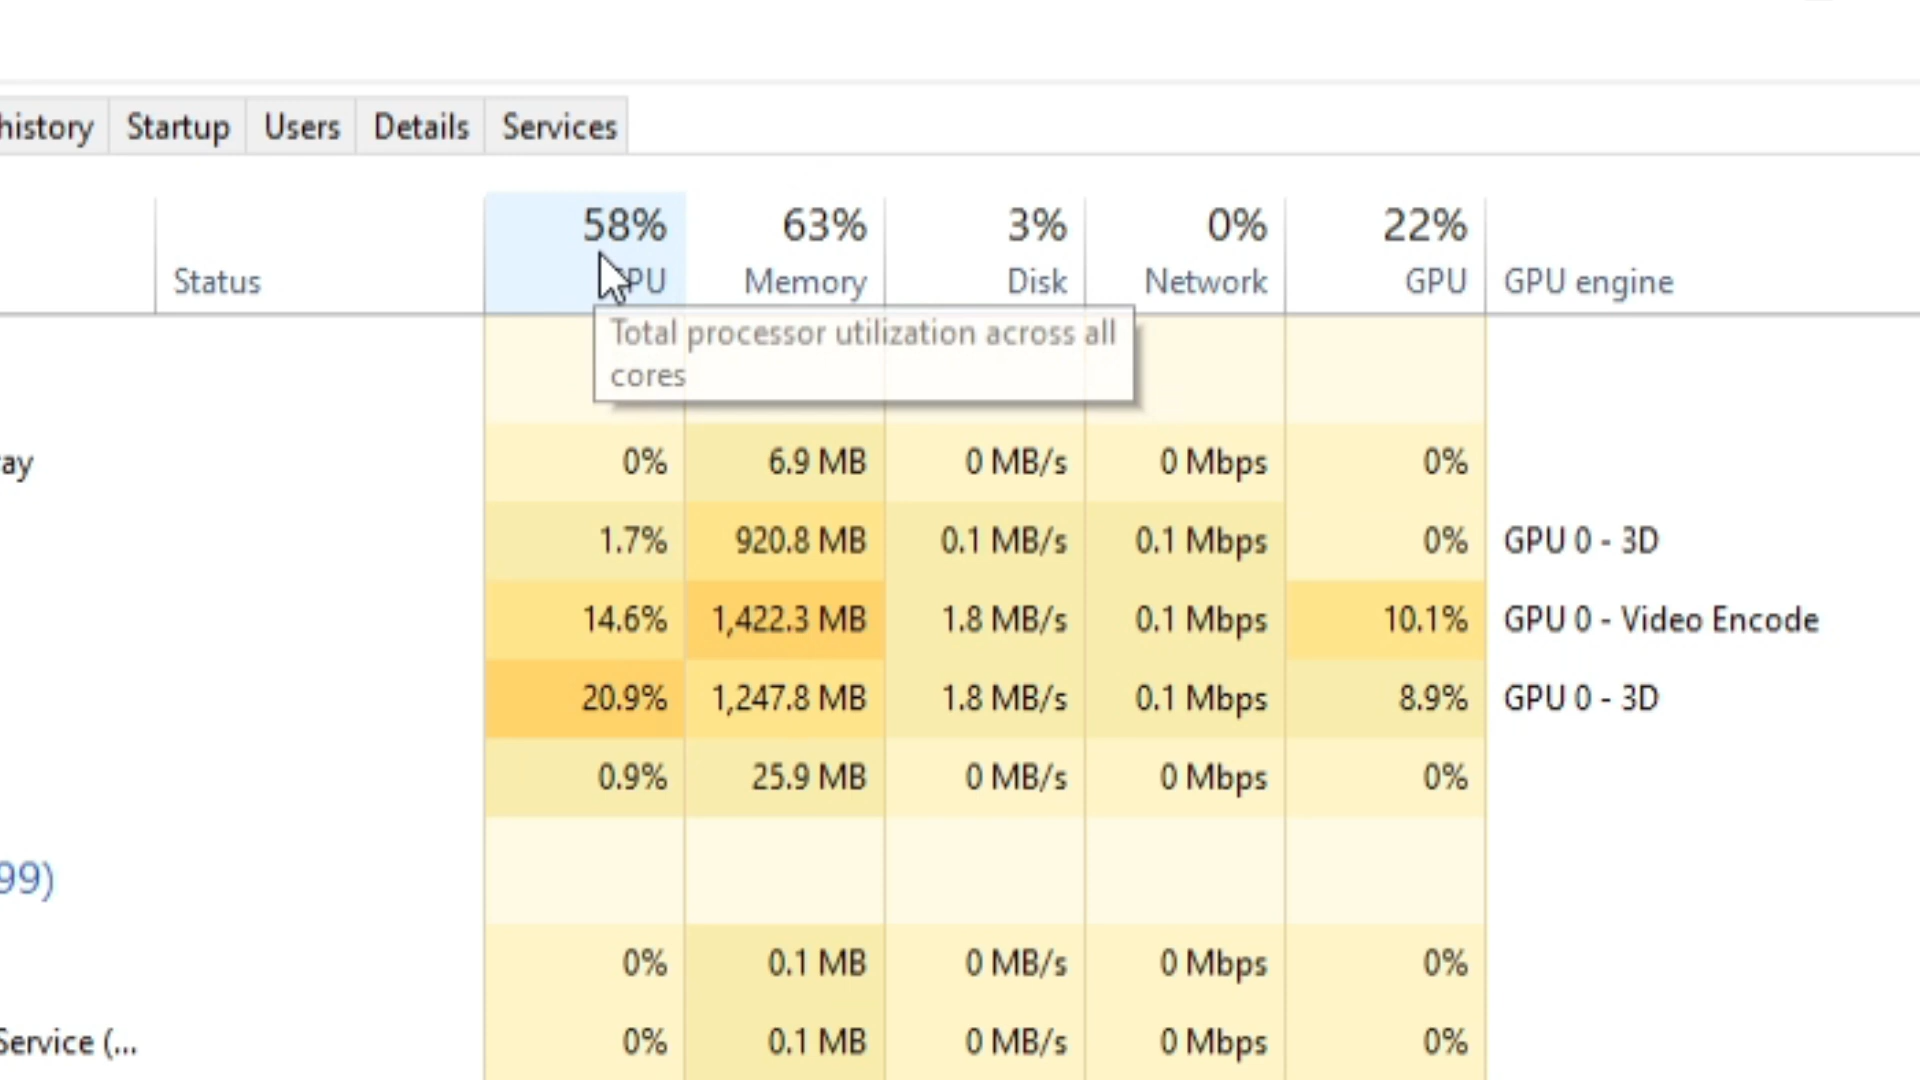 history Startup Users Details Services
58% 63% 3% 0% 22%
Status PU Memory Disk Network GPU GPU engine
Total processor utilization across all
cores
ay 0% 6.9 MB 0 MB/s 0 Mbps 0%
1.7% 920.8 MB 0.1 MB/s 0.1 Mbps 0% GPU 0 - 3D
14.6% 1,422.3 MB 1.8 MB/s 0.1 Mbps 10.1% GPU 0 - Video Encode
20.9% 1,247.8 MB 1.8 MB/s 0.1 Mbps 8.9% GPU 0 - 3D
0.9% 25.9 MB 0 MB/s 0 Mbps 0%
99)
0% 0.1 MB 0 MB/s 0 Mbps 0%
Service (... 0% 0.1 MB 0 MB/s 0 Mbps 0%